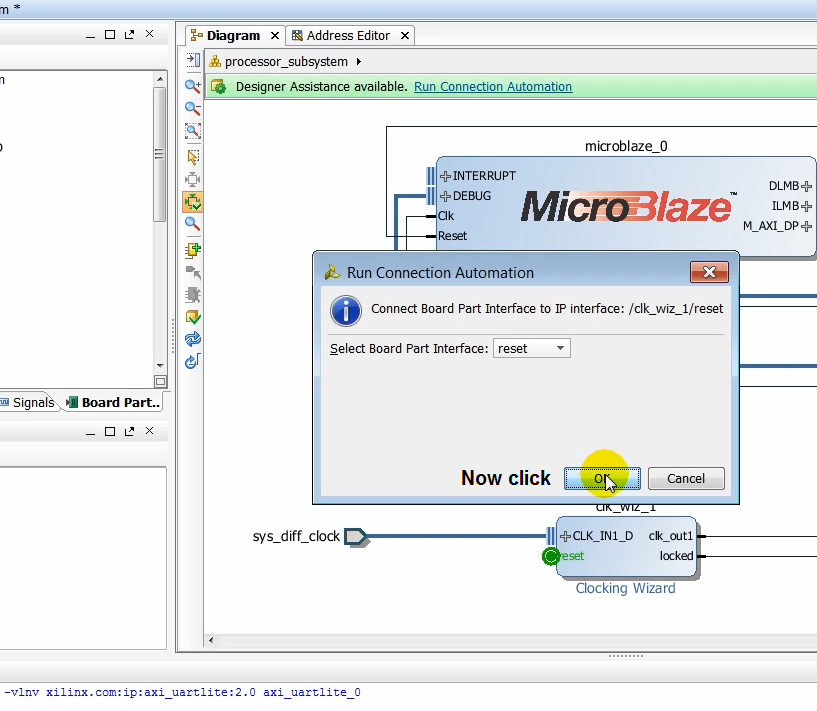 m *
Diagram
Address Editor
processor_subsystem
Designer Assistance available. Run Connection Automation
microblaze_0
INTERRUPT
DEBUG
Clk
Reset
MicroBlaze™
DLMB
ILMB
M_AXI_DP
Run Connection Automation
Connect Board Part Interface to IP interface: /clk_wiz_1/reset
Select Board Part Interface: reset
Now click
OK
Cancel
Signals
Board Part..
clk_wiz_1
sys_diff_clock
CLK_IN1_D
clk_out1
reset
locked
Clocking Wizard
-vlnv xilinx.com:ip:axi_uartlite:2.0 axi_uartlite_0